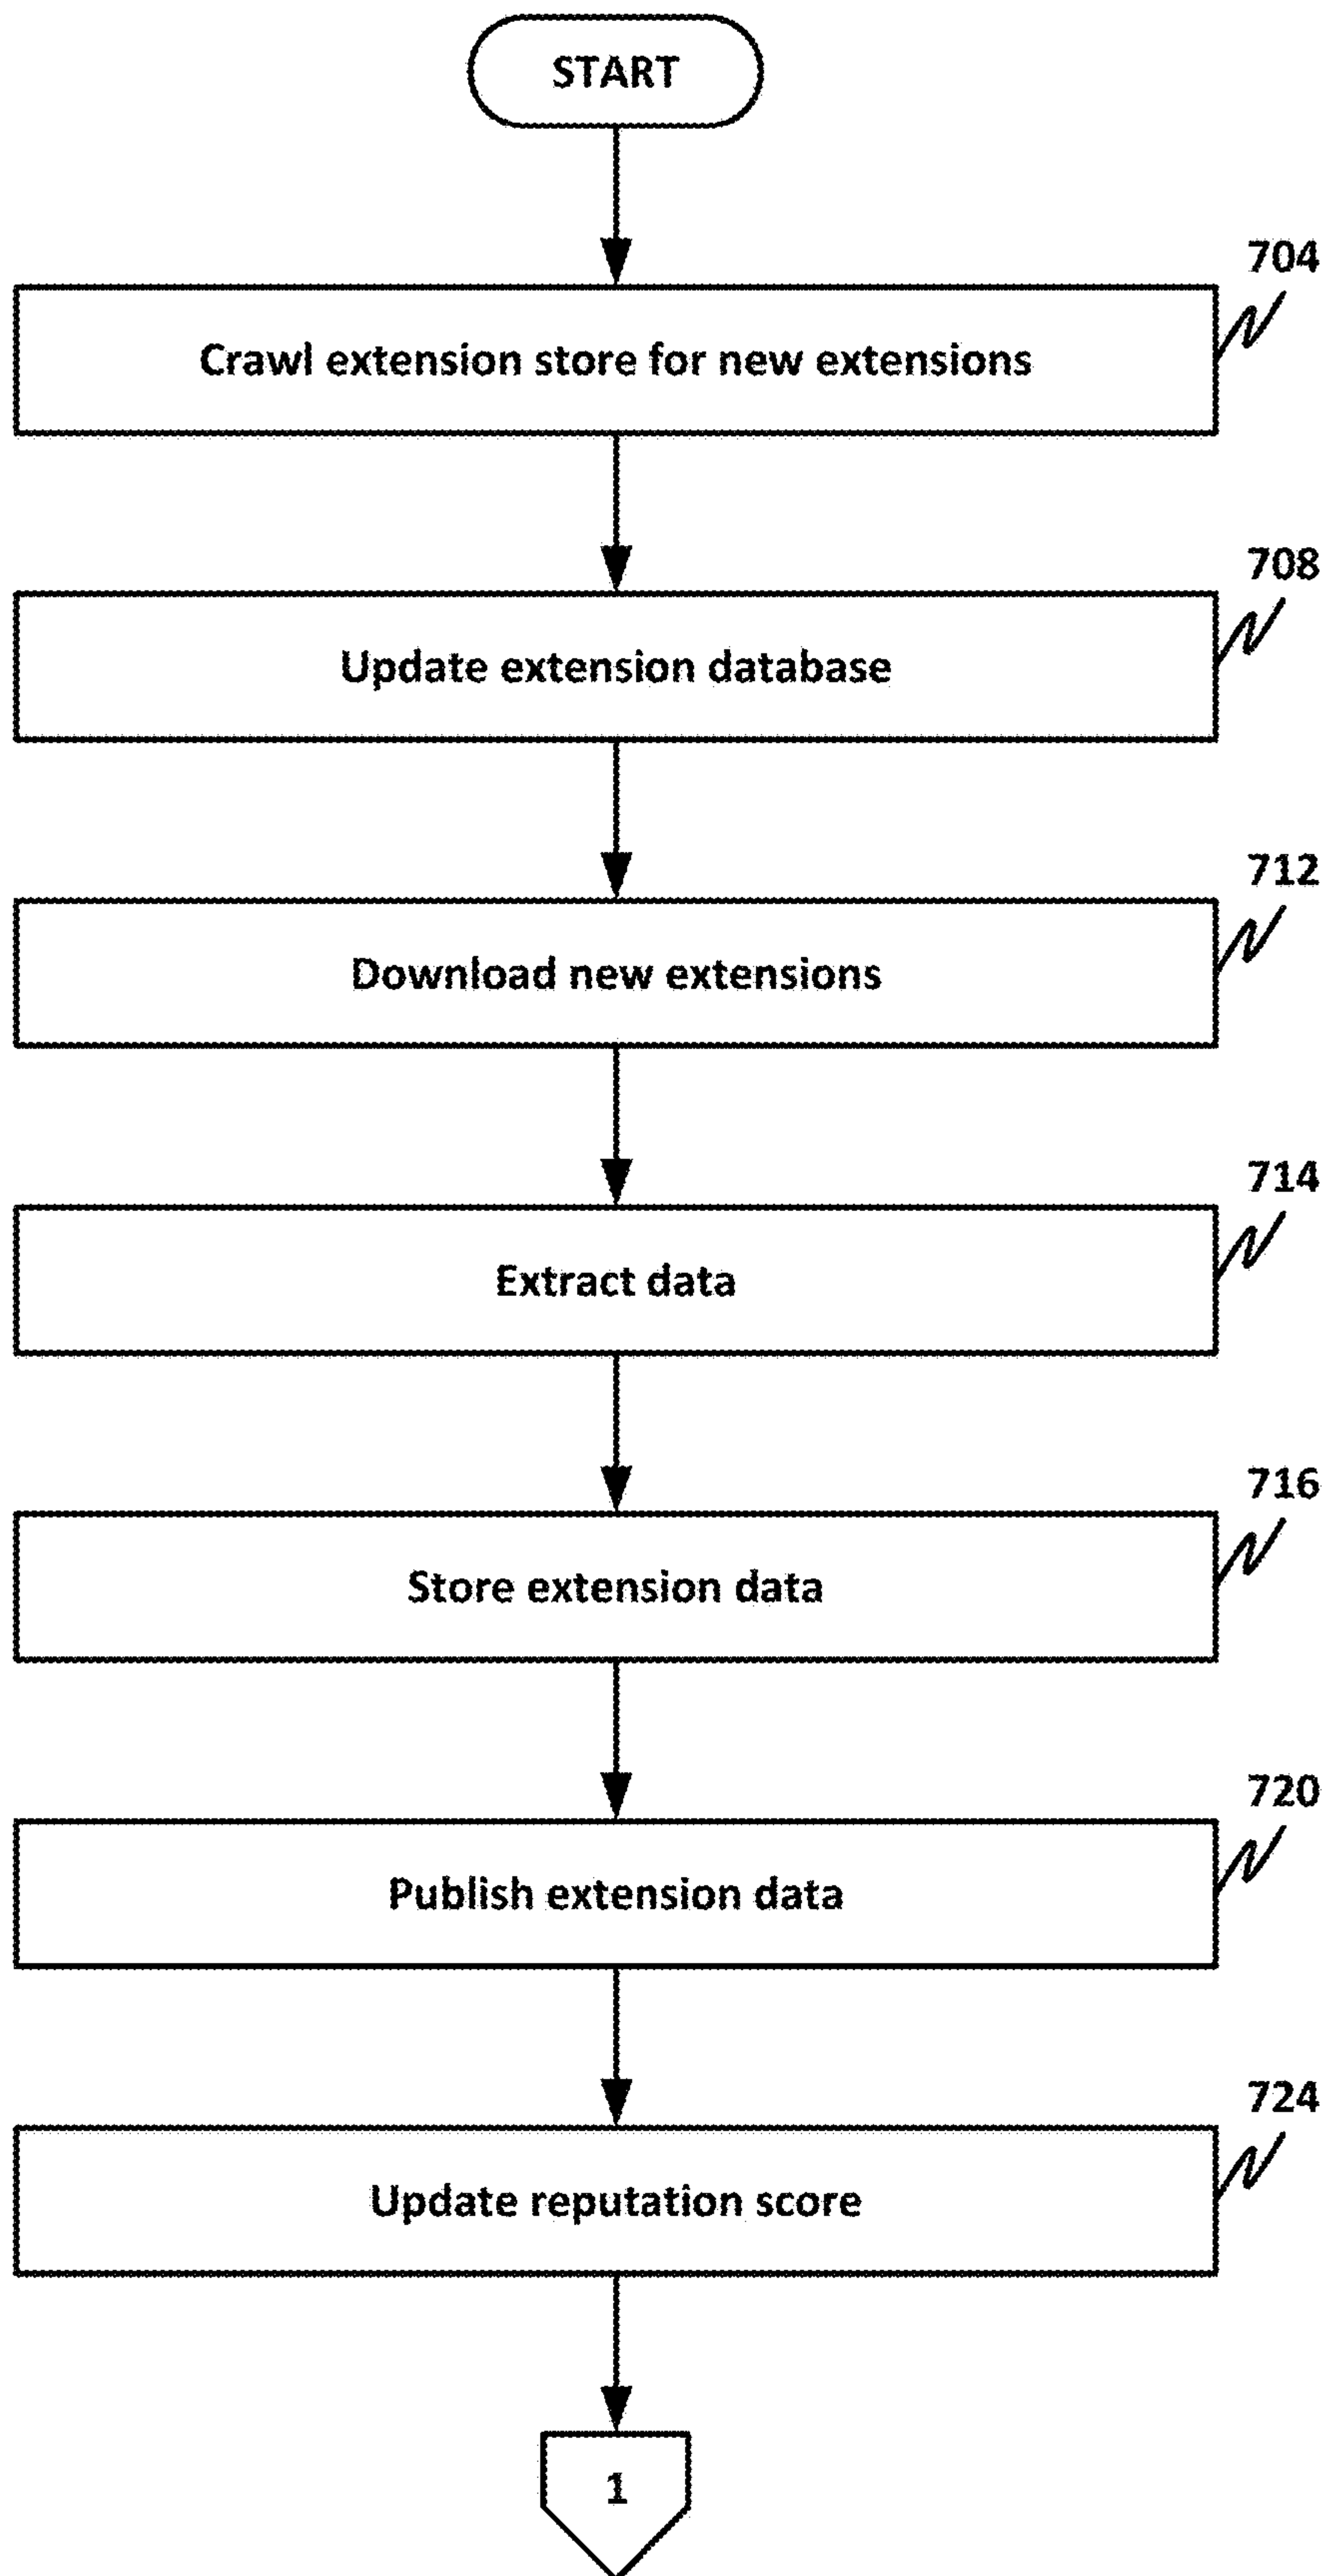 START
704
Crawl extension store for new extensions
708
Update extension database
712
Download new extensions
714
Extract data
716
Store extension data
720
Publish extension data
724
Update reputation score
1